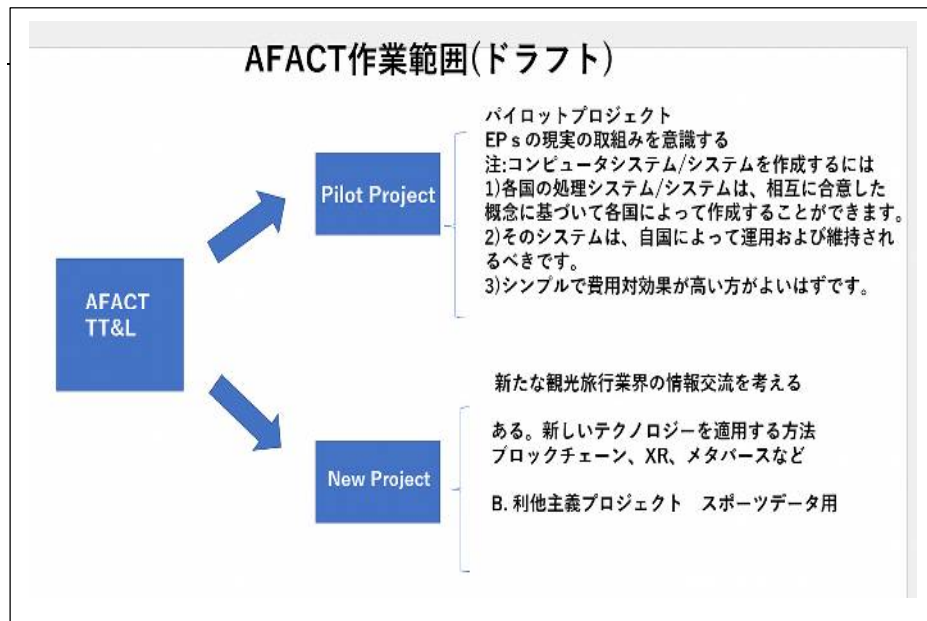 AFACT作業範囲(ドラフト)
パイロットプロジェクト
EPｓの現実の取組みを意識する
注:コンピュータシステム/システムを作成するには
1)各国の処理システム/システムは、相互に合意した
概念に基づいて各国によって作成することができます。
2)そのシステムは、自国によって運用および維持され
るべきです。
3)シンプルで費用対効果が高い方がよいはずです。
Pilot Project
AFACT
TT&L
新たな観光旅行業界の情報交流を考える
ある。新しいテクノロジーを適用する方法
ブロックチェーン、XR、メタバースなど
B. 利他主義プロジェクト　スポーツデータ用
New Project